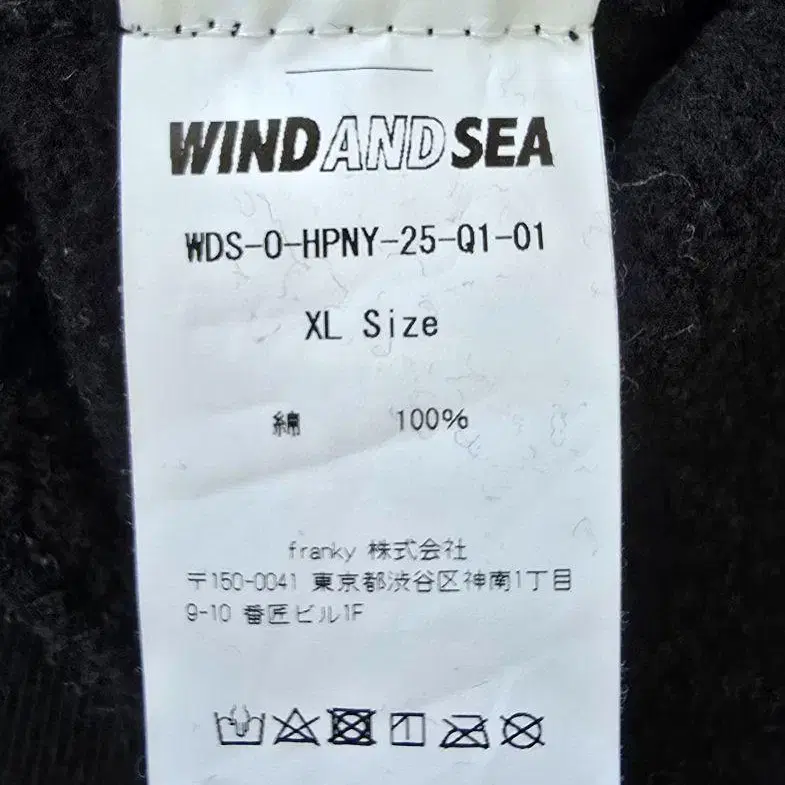 WIND AND SEA
WDS-O-HPNY-25-Q1-01
XL Size
綿 100%
franky 株式会社
〒150-0041 東京都渋谷区神南1丁目
9-10 番匠ビル1F